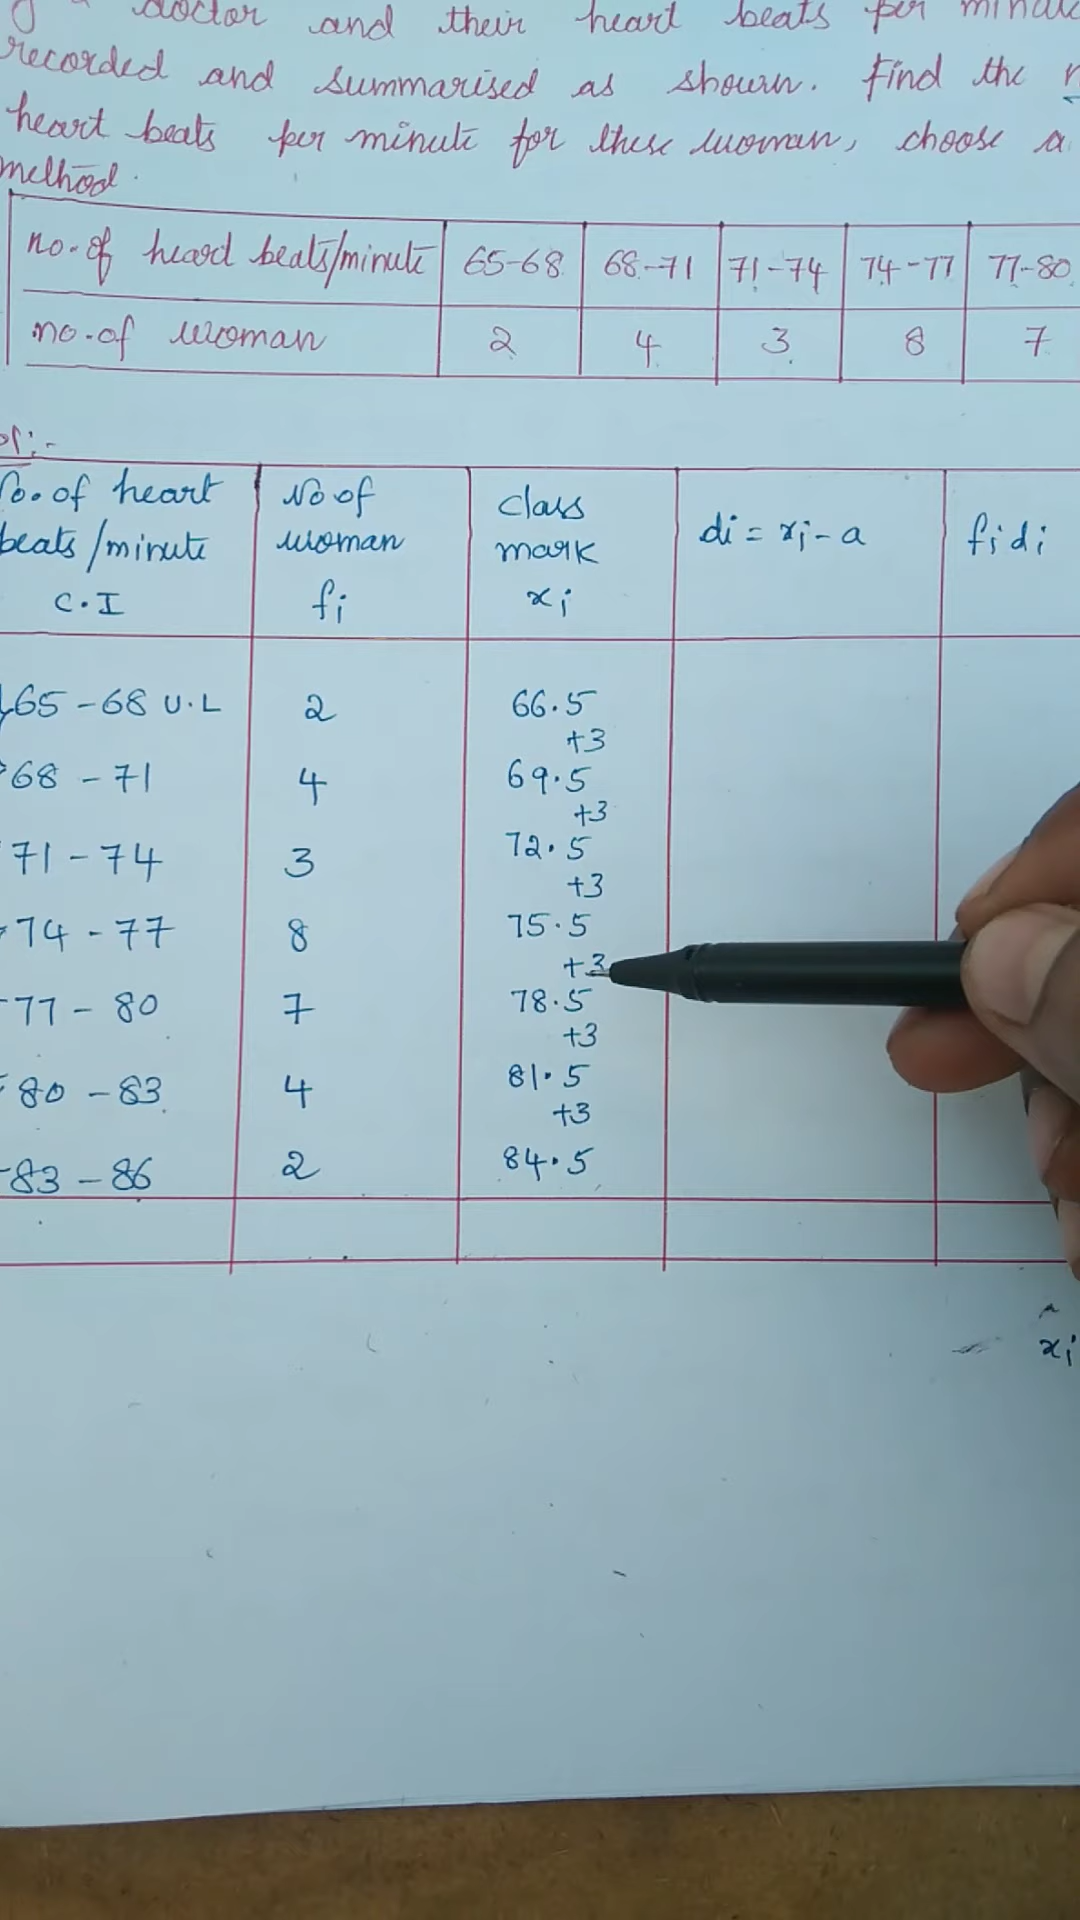 doctor and their heart beats per minute
recorded and summarised as shown. Find the
heart beats per minute for these woman, choose a
method.
no. of heard beats/minute 65-68 68-71 71-74 74-77 77-80
no. of woman 2 4 3 8 7
ol:-
No. of heart No of class di = xi - a fidi
beats/minute woman mark
C.I fi xi
65 - 68 U.L 2 66.5
+3
68 - 71 4 69.5
+3
71 - 74 3 72.5
+3
74 - 77 8 75.5
+3
77 - 80 7 78.5
+3
80 - 83 4 81.5
+3
83 - 86 2 84.5
xi